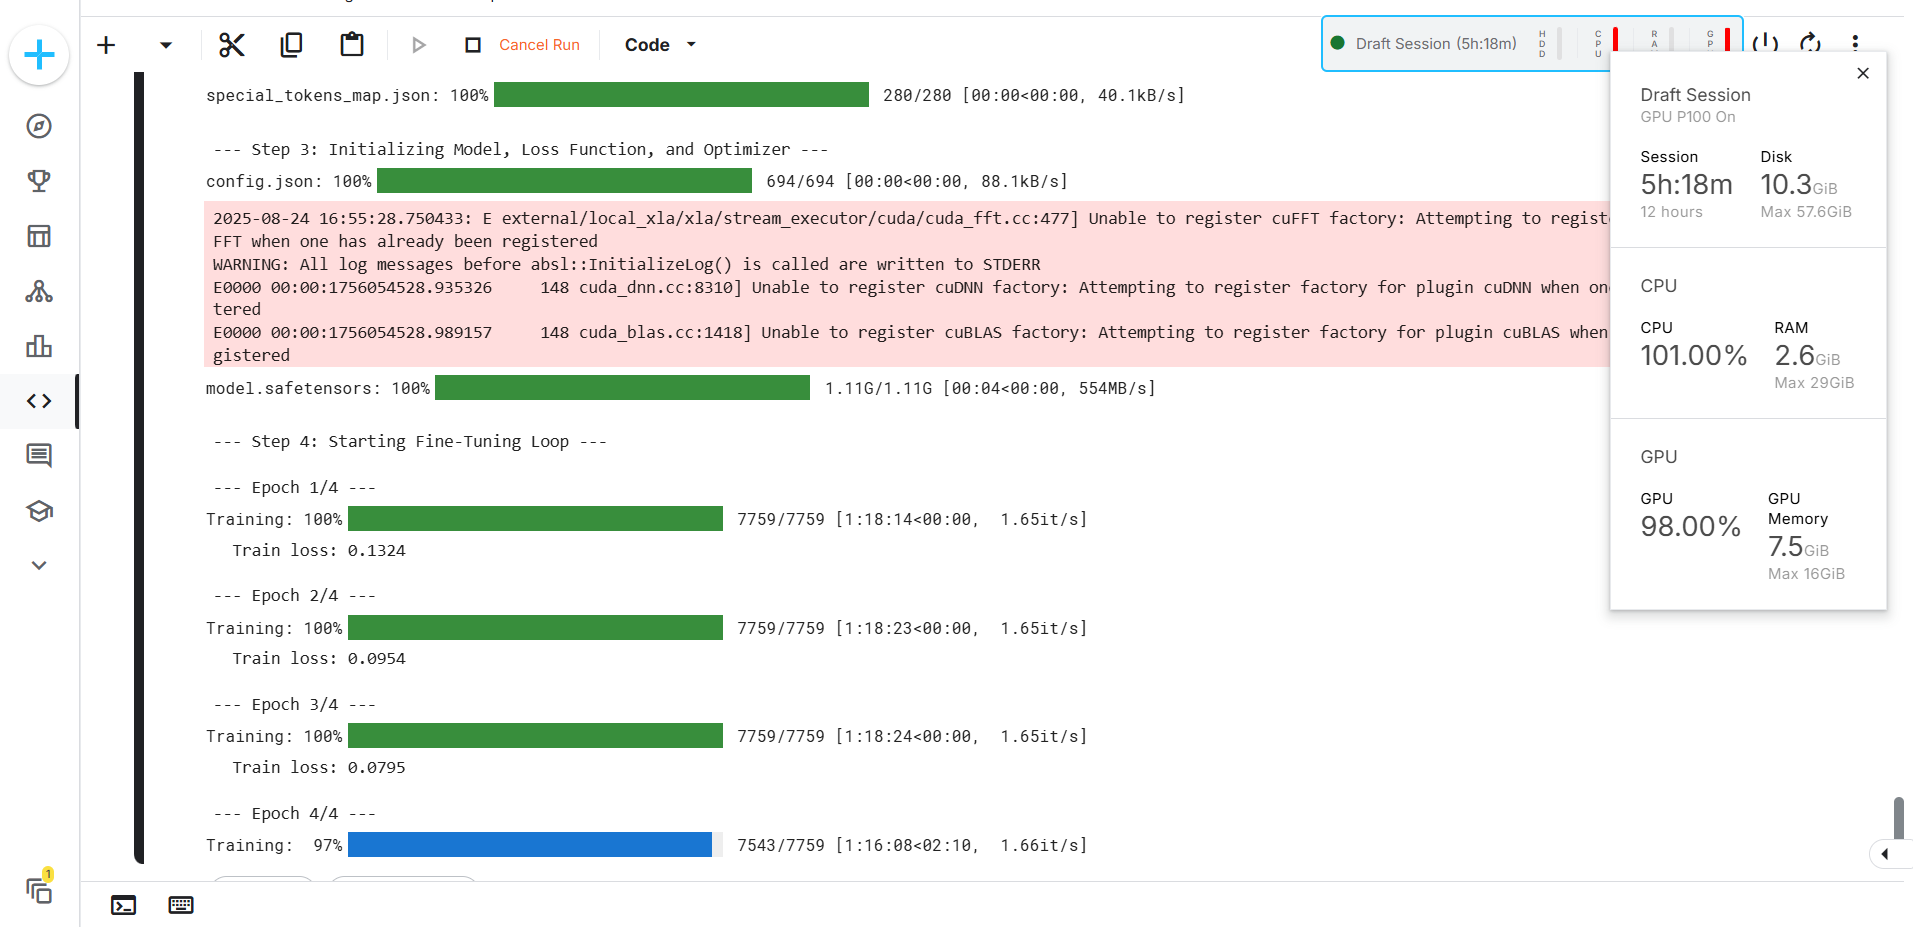 Cancel Run
Code
Draft Session (5h:18m)
HDD
CPU
RA
GP
special_tokens_map.json: 100% 280/280 [00:00<00:00, 40.1kB/s]
--- Step 3: Initializing Model, Loss Function, and Optimizer ---
config.json: 100% 694/694 [00:00<00:00, 88.1kB/s]
2025-08-24 16:55:28.750433: E external/local_xla/xla/stream_executor/cuda/cuda_fft.cc:477] Unable to register cuFFT factory: Attempting to regist
FFT when one has already been registered
WARNING: All log messages before absl::InitializeLog() is called are written to STDERR
E0000 00:00:1756054528.935326     148 cuda_dnn.cc:8310] Unable to register cuDNN factory: Attempting to register factory for plugin cuDNN when on
tered
E0000 00:00:1756054528.989157     148 cuda_blas.cc:1418] Unable to register cuBLAS factory: Attempting to register factory for plugin cuBLAS when
gistered
model.safetensors: 100% 1.11G/1.11G [00:04<00:00, 554MB/s]
--- Step 4: Starting Fine-Tuning Loop ---
--- Epoch 1/4 ---
Training: 100% 7759/7759 [1:18:14<00:00, 1.65it/s]
Train loss: 0.1324
--- Epoch 2/4 ---
Training: 100% 7759/7759 [1:18:23<00:00, 1.65it/s]
Train loss: 0.0954
--- Epoch 3/4 ---
Training: 100% 7759/7759 [1:18:24<00:00, 1.65it/s]
Train loss: 0.0795
--- Epoch 4/4 ---
Training: 97% 7543/7759 [1:16:08<02:10, 1.66it/s]
Draft Session
GPU P100 On
Session Disk
5h:18m 10.3GiB
12 hours Max 57.6GiB
CPU
CPU RAM
101.00% 2.6GiB
Max 29GiB
GPU
GPU GPU
Memory
98.00% 7.5GiB
Max 16GiB
1